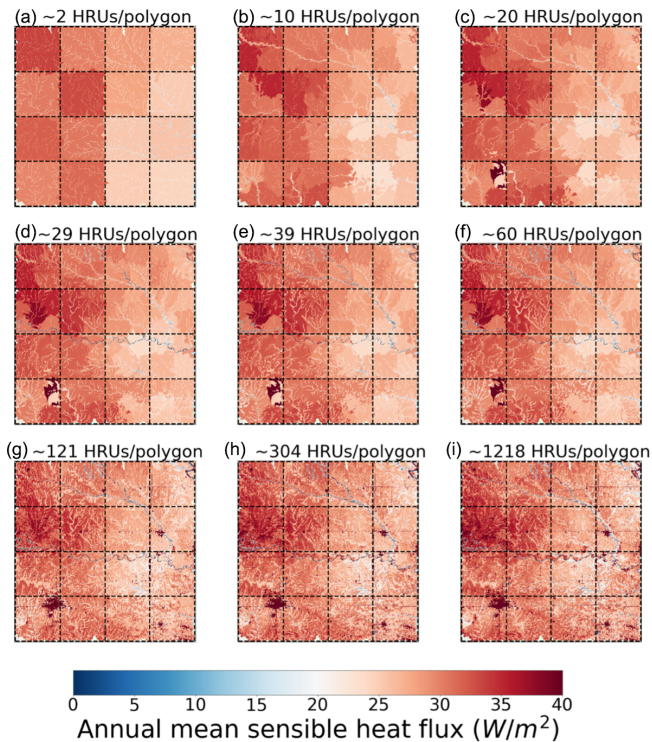 (a) ~2 HRUs/polygon (b) ~10 HRUs/polygon (c) ~20 HRUs/polygon
(d) ~29 HRUs/polygon (e) ~39 HRUs/polygon (f) ~60 HRUs/polygon
(g) ~121 HRUs/polygon (h) ~304 HRUs/polygon (i) ~1218 HRUs/polygon
0 5 10 15 20 25 30 35 40
Annual mean sensible heat flux (W/m²)